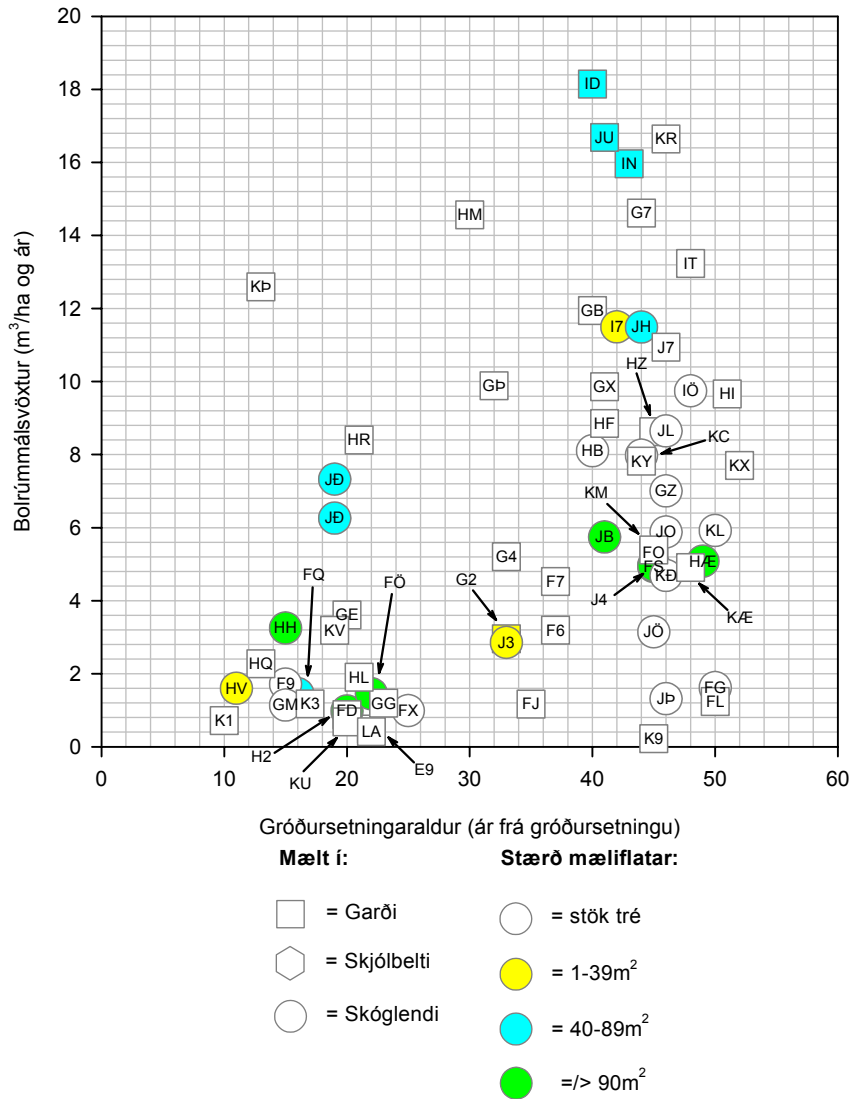 20
18
16
14
12
10
8
6
4
2
0
Bolrúmmálsvöxtur (m³/ha og ár)
ID
JU
KR
IN
HM
G7
IT
KÞ
GB
I7
JH
J7
HZ
GÞ
GX
IÖ
HI
HF
HR
JL
KC
HB
KY
KX
JÐ
KM
GZ
JÐ
JO
KL
JB
FO
G4
HÆ
FQ
FÖ
G2
F7
FS
KÐ
J4
KÆ
GE
HH
KV
F6
JÖ
J3
HQ
HL
F9
HV
FG
JÞ
GM
K3
GG
FJ
FL
FD
FX
K1
LA
K9
H2
KU
E9
0 10 20 30 40 50 60
Gróðursetningaraldur (ár frá gróðursetningu)
Mælt í: Stærð mæliflatar:
= Garði = stök tré
= Skjólbelti = 1-39m²
= Skóglendi = 40-89m²
=/> 90m²